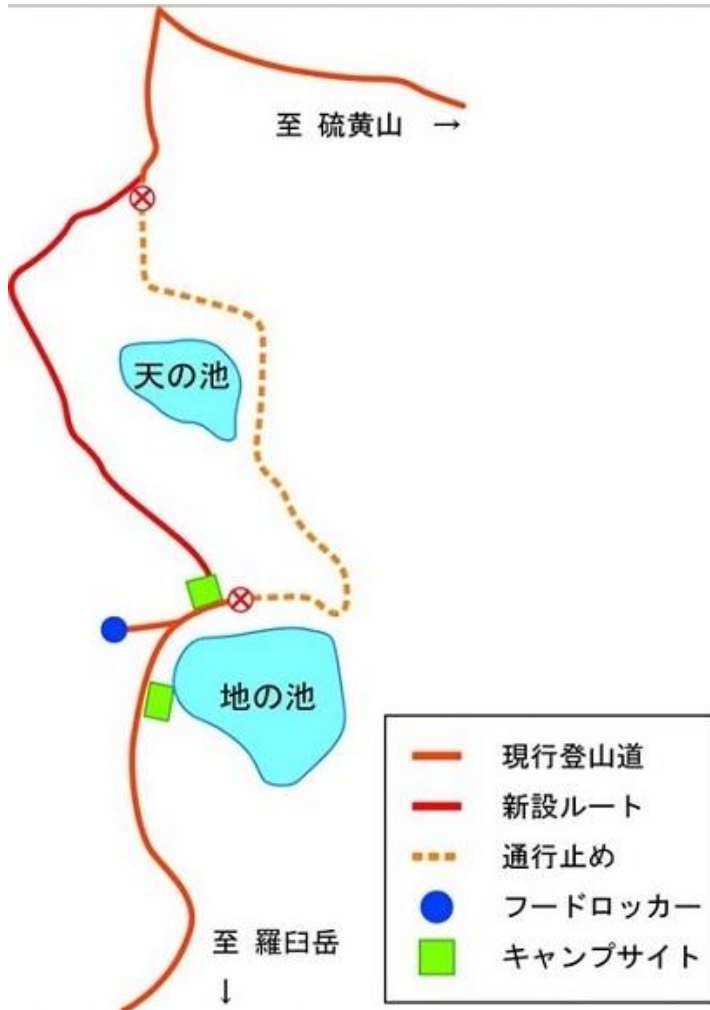 至 硫黄山 →
天の池
地の池
至 羅臼岳
↓
現行登山道
新設ルート
通行止め
フードロッカー
キャンプサイト